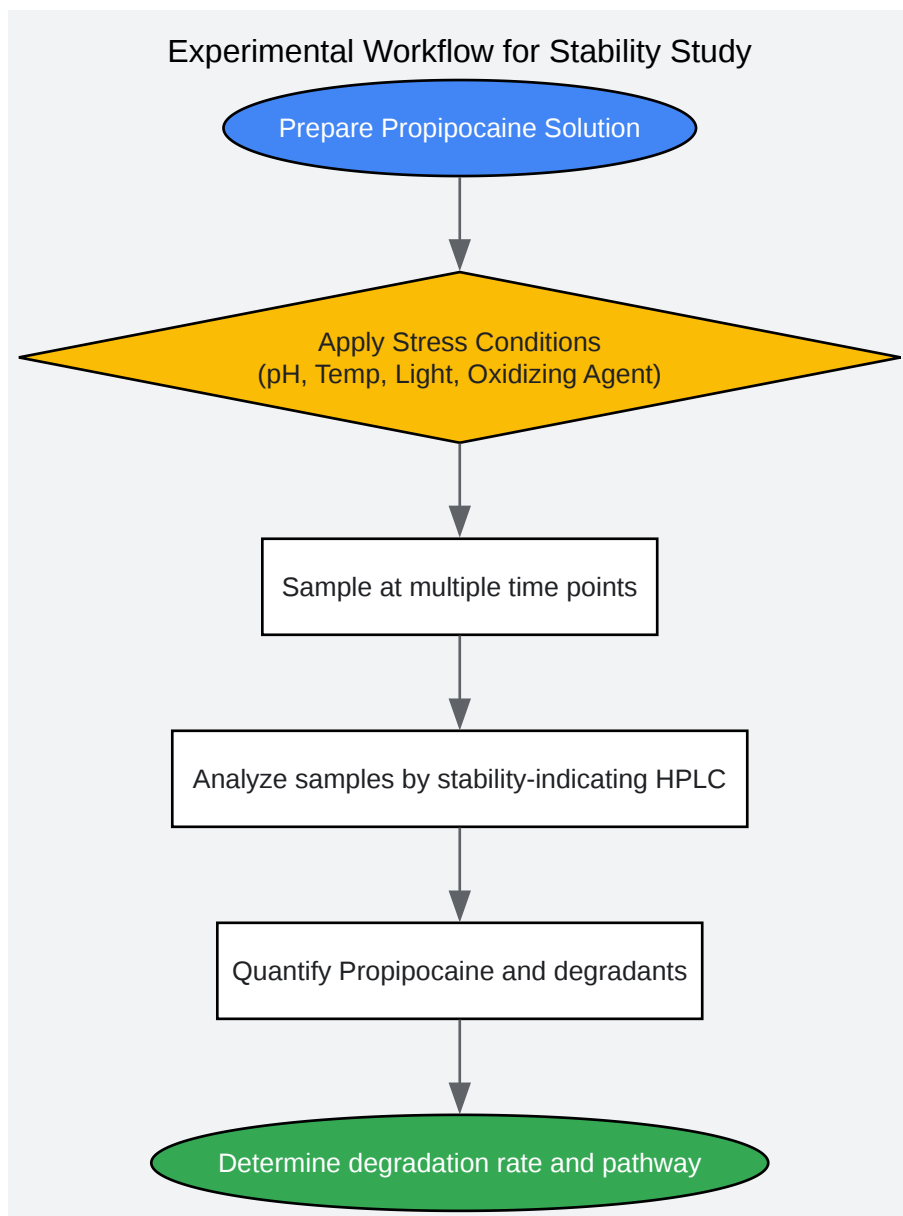 Experimental Workflow for Stability Study
Prepare Propipocaine Solution
Apply Stress Conditions
(pH, Temp, Light, Oxidizing Agent)
Sample at multiple time points
Analyze samples by stability-indicating HPLC
Quantify Propipocaine and degradants
Determine degradation rate and pathway